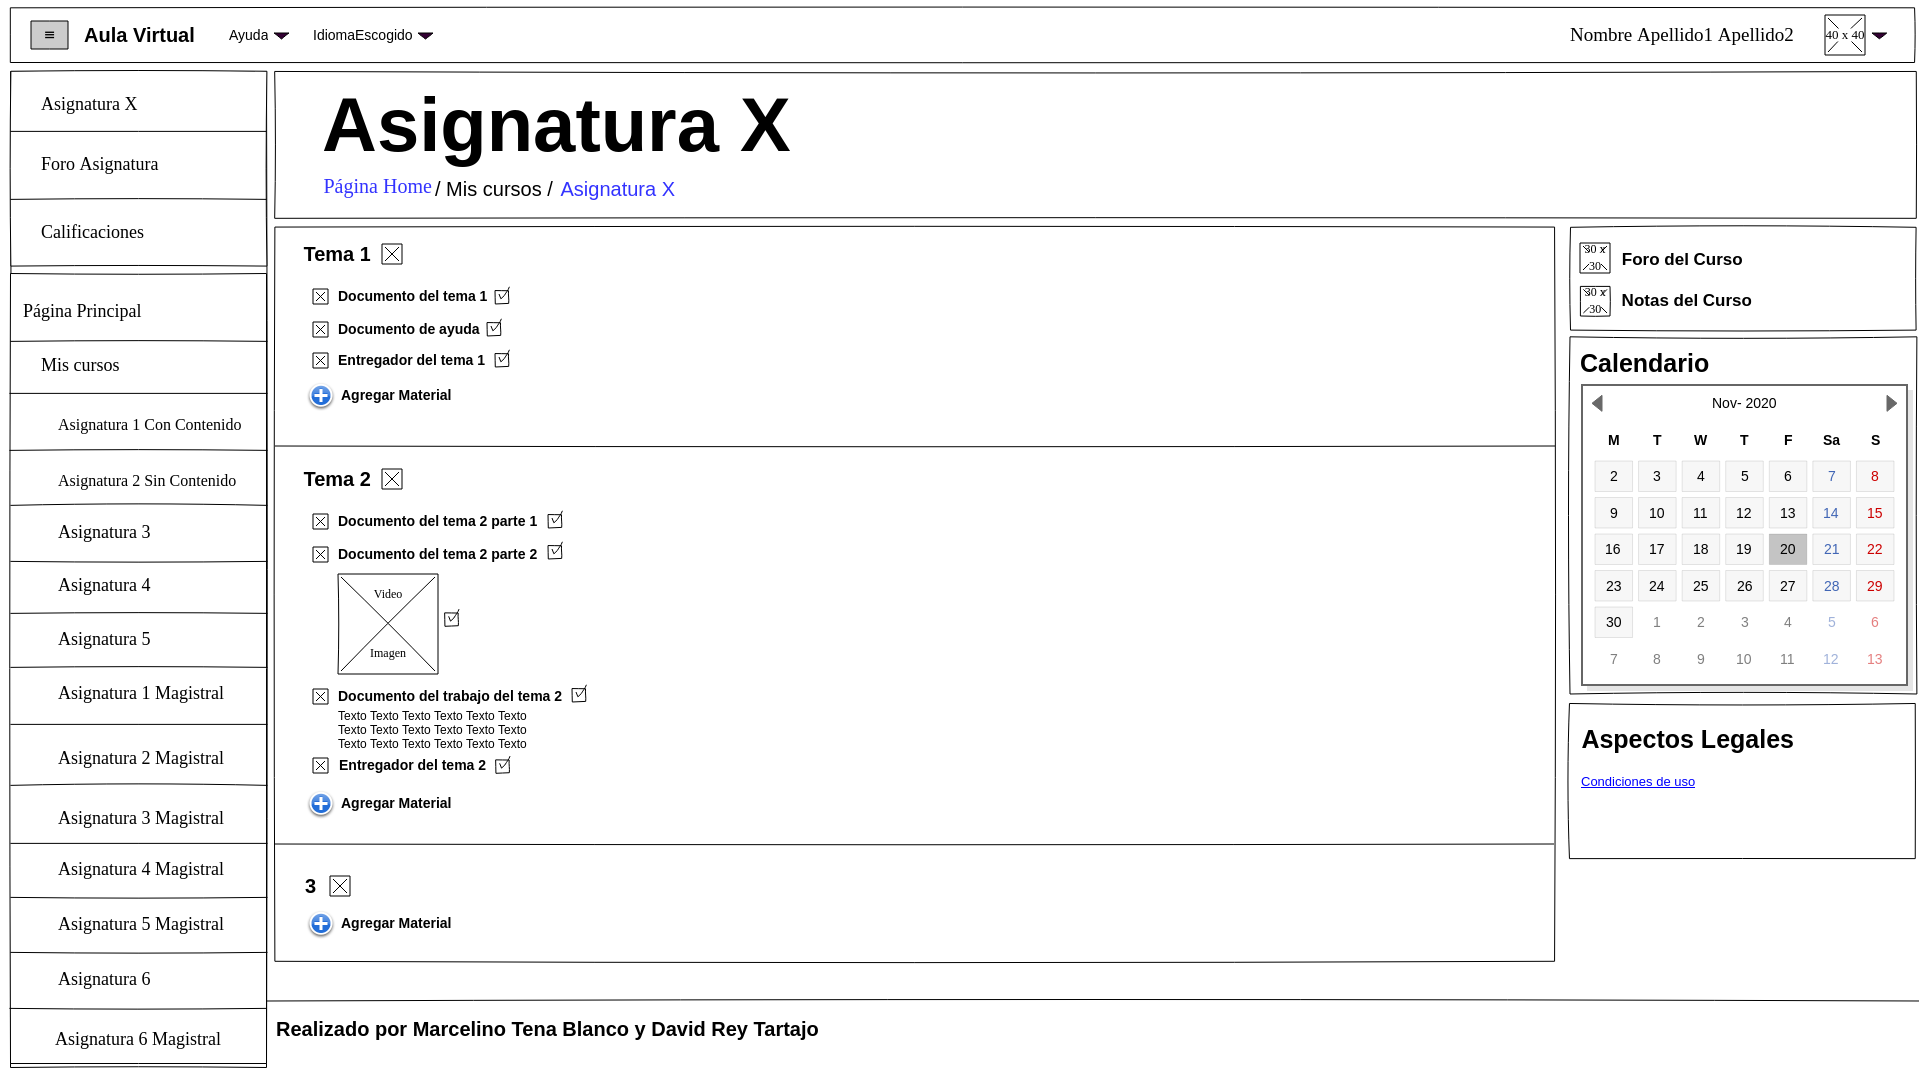 ≡ Aula Virtual Ayuda IdiomaEscogido Nombre Apellido1 Apellido2 40 x 40
Asignatura X
Foro Asignatura
Calificaciones
Página Principal
Mis cursos
Asignatura 1 Con Contenido
Asignatura 2 Sin Contenido
Asignatura 3
Asignatura 4
Asignatura 5
Asignatura 1 Magistral
Asignatura 2 Magistral
Asignatura 3 Magistral
Asignatura 4 Magistral
Asignatura 5 Magistral
Asignatura 6
Asignatura 6 Magistral
Asignatura X
Página Home / Mis cursos / Asignatura X
Tema 1
Documento del tema 1
Documento de ayuda
Entregador del tema 1
Agregar Material
Tema 2
Documento del tema 2 parte 1
Documento del tema 2 parte 2
Video
Imagen
Documento del trabajo del tema 2
Texto Texto Texto Texto Texto Texto
Texto Texto Texto Texto Texto Texto
Texto Texto Texto Texto Texto Texto
Entregador del tema 2
Agregar Material
3
Agregar Material
30 x
30
Foro del Curso
30 x
30
Notas del Curso
Calendario
Nov- 2020
M T W T F Sa S
2 3 4 5 6 7 8
9 10 11 12 13 14 15
16 17 18 19 20 21 22
23 24 25 26 27 28 29
30 1 2 3 4 5 6
7 8 9 10 11 12 13
Aspectos Legales
Condiciones de uso
Realizado por Marcelino Tena Blanco y David Rey Tartajo